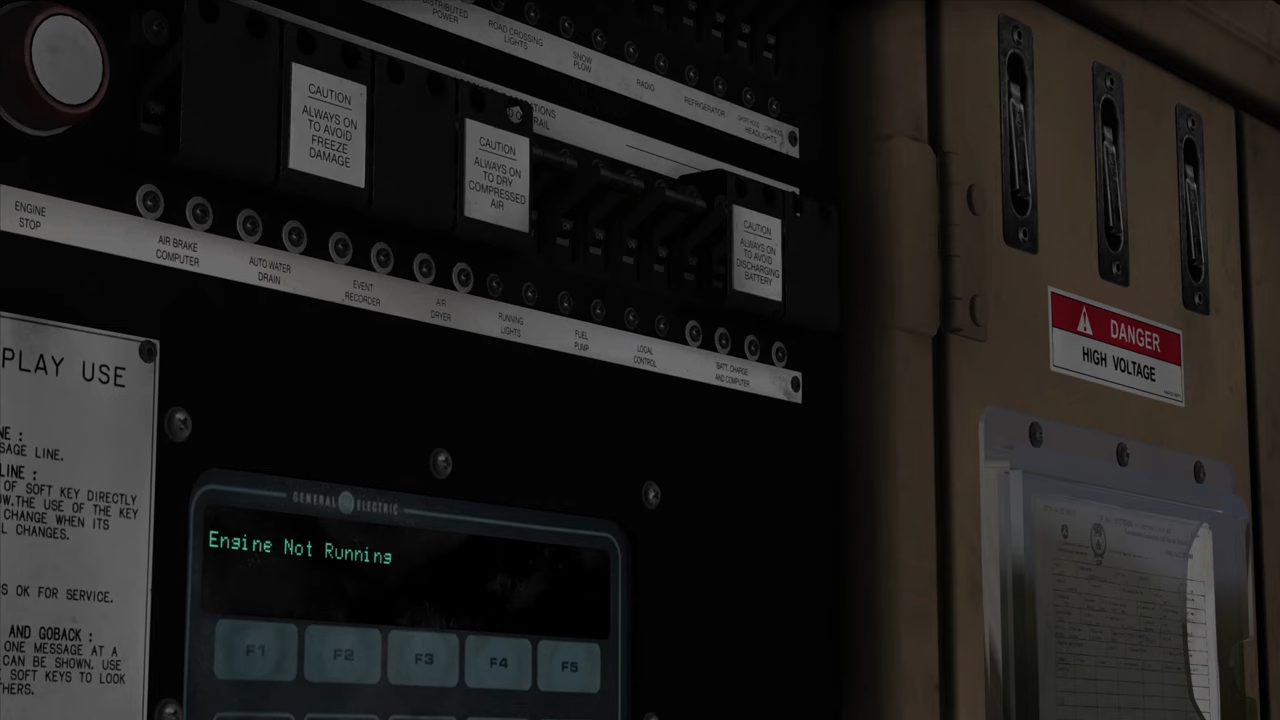 DISTRIBUTED
POWER
ROAD CROSSING
LIGHTS
SNOW
PLOW
RADIO
REFRIGERATOR
HEADLIGHTS
CAUTION
ALWAYS ON
TO AVOID
FREEZE
DAMAGE
CAUTION
ALWAYS ON
TO DRY
COMPRESSED
AIR
CAUTION
ALWAYS ON
TO AVOID
DISCHARGING
BATTERY
ENGINE
STOP
AIR BRAKE
COMPUTER
AUTO WATER
DRAIN
EVENT
RECORDER
AIR
DRYER
RUNNING
LIGHTS
FUEL
PUMP
LOCAL
CONTROL
BATT. CHARGE
AND COMPUTER
DANGER
HIGH VOLTAGE
PLAY USE
NE :
SAGE LINE.
LINE :
OF SOFT KEY DIRECTLY
OW.THE USE OF THE KEY
CHANGE WHEN ITS
L CHANGES.
S OK FOR SERVICE.
AND GOBACK :
ONE MESSAGE AT A
CAN BE SHOWN. USE
SOFT KEYS TO LOOK
THERS.
GENERAL ELECTRIC
Engine Not Running
F1 F2 F3 F4 F5